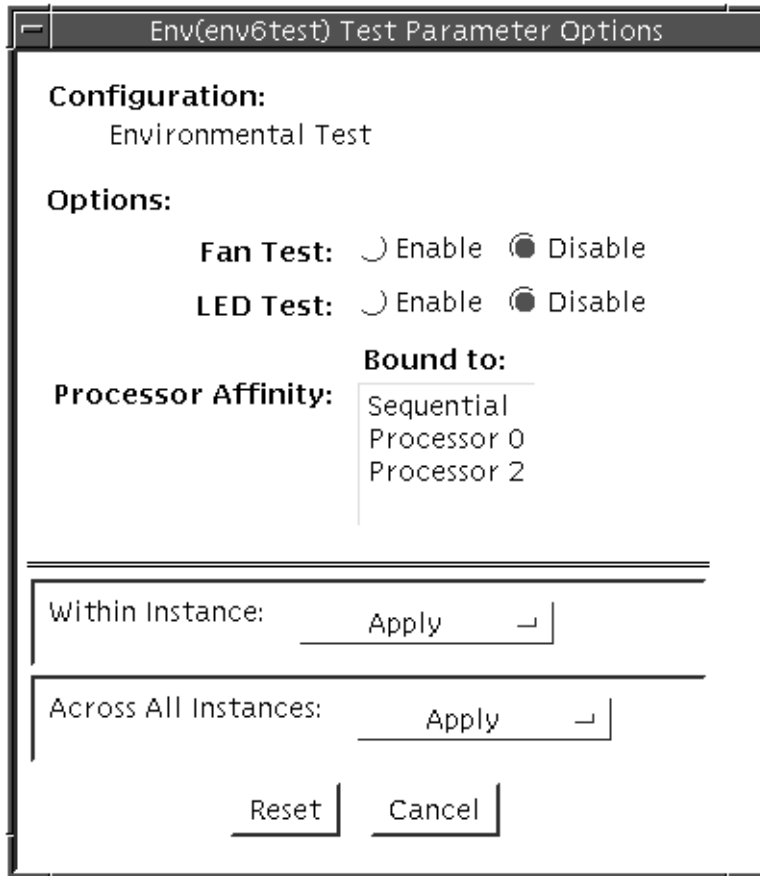 Env(env6test) Test Parameter Options
Configuration:
Environmental Test
Options:
Fan Test: Enable Disable
LED Test: Enable Disable
Bound to:
Processor Affinity:
Sequential
Processor 0
Processor 2
Within Instance: Apply
Across All Instances: Apply
Reset Cancel